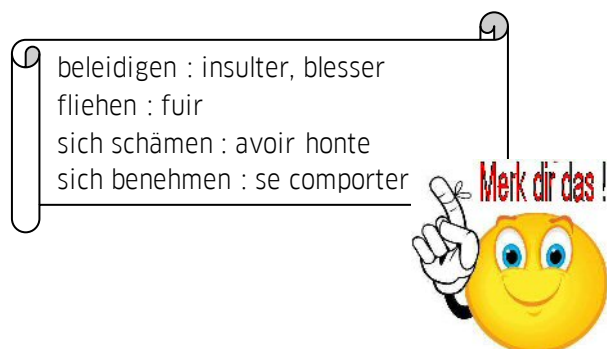 beleidigen : insulter, blesser
fliehen : fuir
sich schämen : avoir honte
sich benehmen : se comporter
Merk dir das !